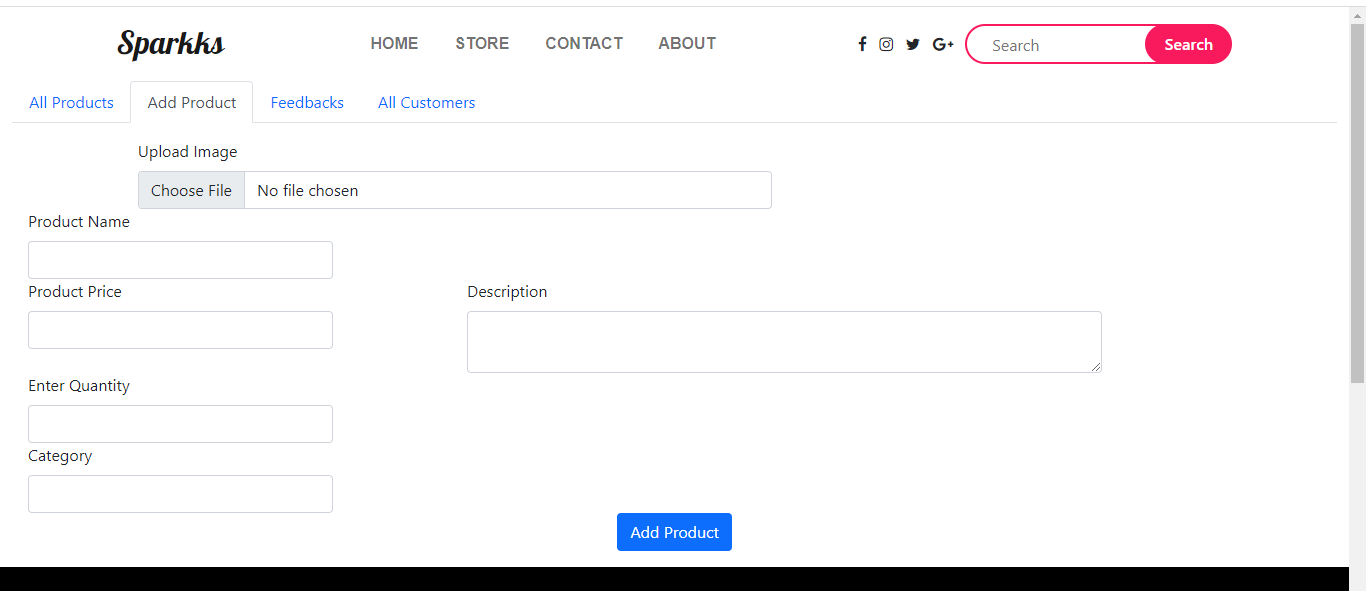 Sparkks HOME STORE CONTACT ABOUT G+ Search Search
All Products Add Product Feedbacks All Customers
Upload Image
Choose File No file chosen
Product Name
Product Price Description
Enter Quantity
Category
Add Product